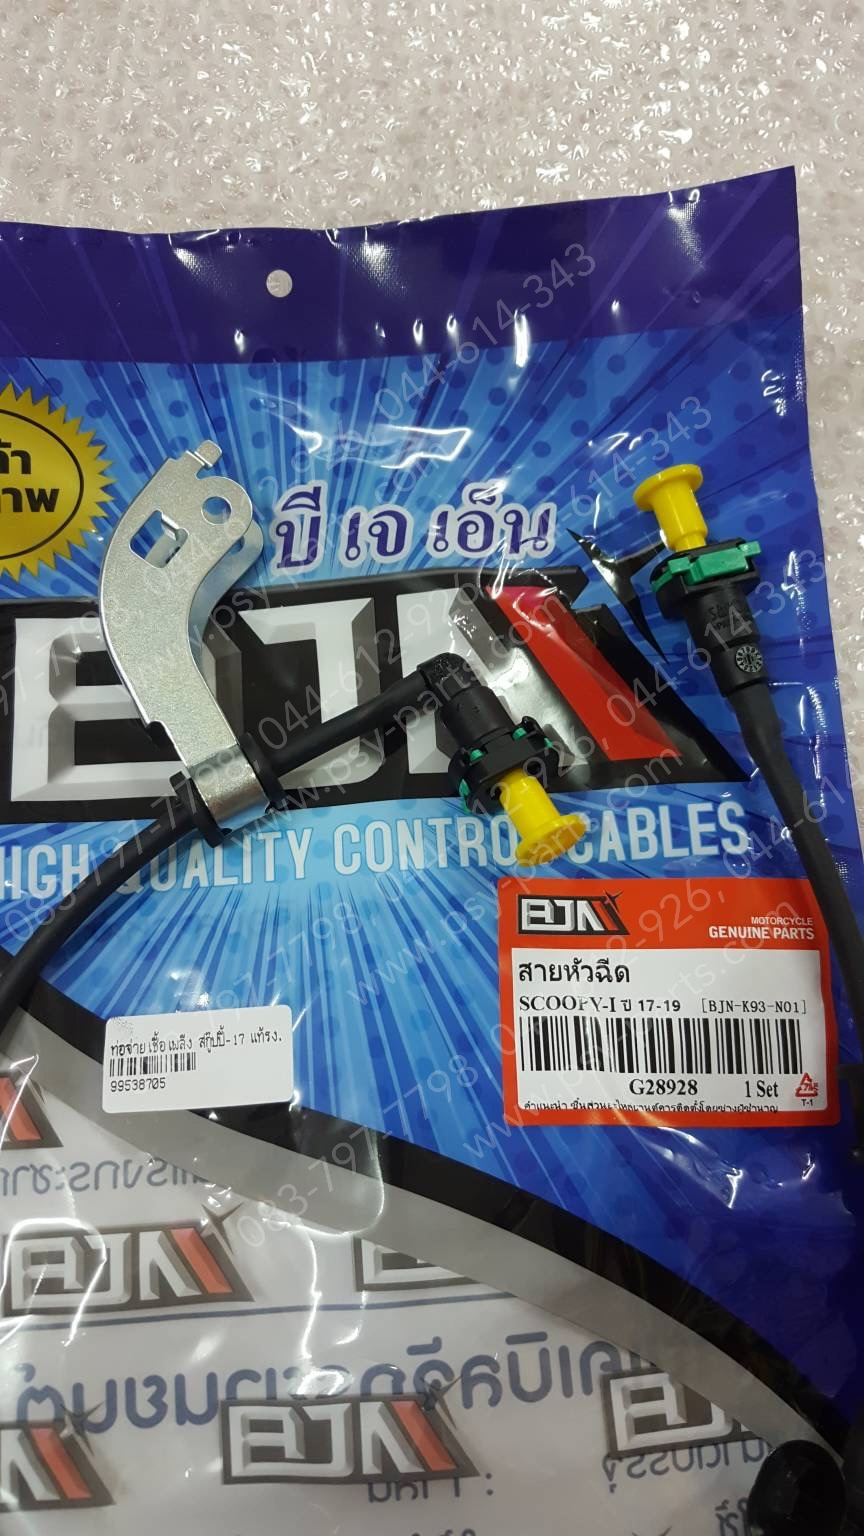 บี เจ เอ็น
BJN
HIGH QUALITY CONTROL CABLES
BJN
MOTORCYCLE
GENUINE PARTS
สายหัวฉีด
SCOOPY-I ปี 17-19 [BJN-K93-N01]
G28928 1 Set
T-1
ท่อจ่ายเชื้อเพลิง สกู๊ปปี้-17 แท้รง.
99538705
083-797-7798, 044-612-926, 044-614-343
www.psy-parts.com